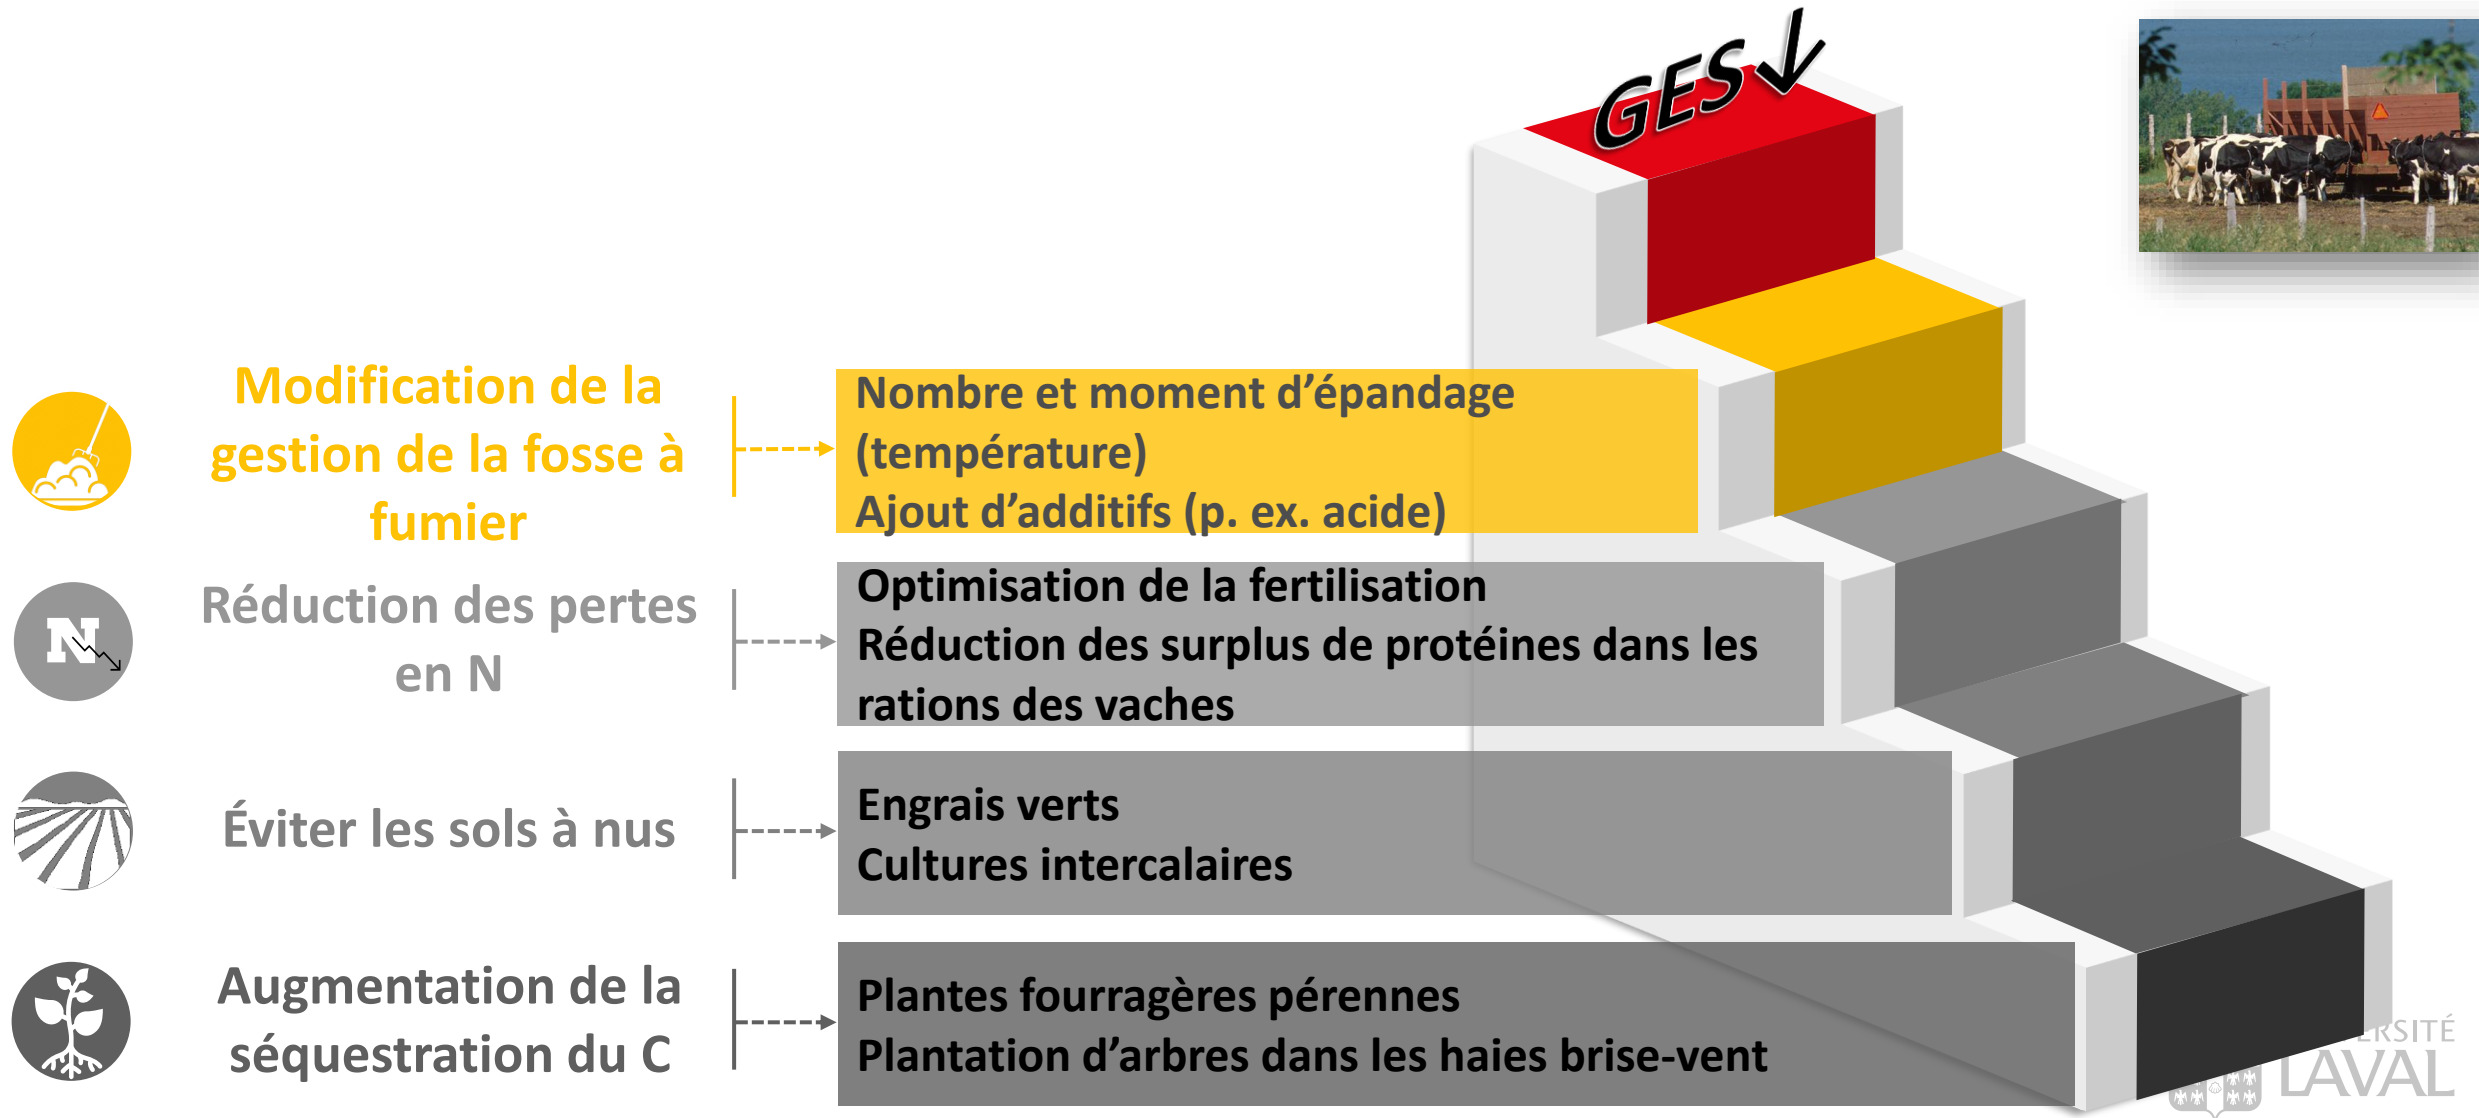 GES
Modification de la
gestion de la fosse à
fumier
Nombre et moment d’épandage
(température)
Ajout d’additifs (p. ex. acide)
N
Réduction des pertes
en N
Optimisation de la fertilisation
Réduction des surplus de protéines dans les
rations des vaches
Éviter les sols à nus
Engrais verts
Cultures intercalaires
Augmentation de la
séquestration du C
Plantes fourragères pérennes
Plantation d’arbres dans les haies brise-vent
LAVAL